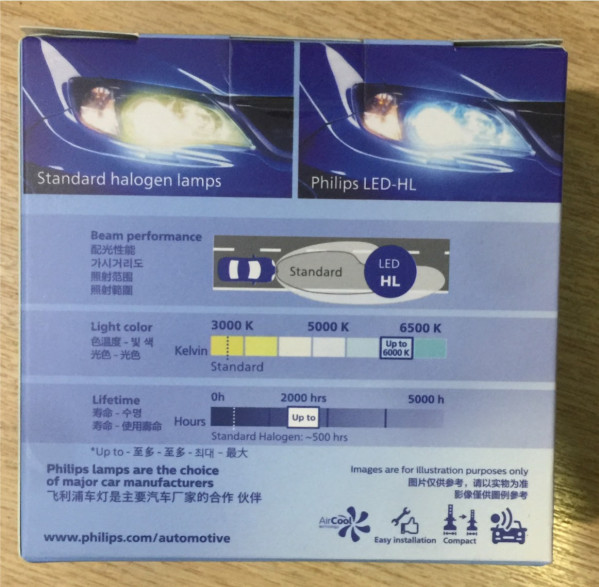 Standard halogen lamps
Philips LED-HL
Beam performance
配光性能
가시거리도
照射范围
照射範圍
Standard
LED
HL
Light color
色温度 - 빛 색
光色 - 光色
Kelvin
3000 K 5000 K 6500 K
Up to
6000 K
Standard
Lifetime
寿命 - 수명
寿命 - 使用壽命
Hours
0h 2000 hrs 5000 h
Up to
Standard Halogen: ~500 hrs
*Up to - 至多 - 至多 - 최대 - 最大
Philips lamps are the choice
of major car manufacturers
飞利浦车灯是主要汽车厂家的合作 伙伴
Images are for illustration purposes only
图片仅供参考，请以实物为准
影像僅供圖例參考
www.philips.com/automotive
AirCool
Easy installation
Compact